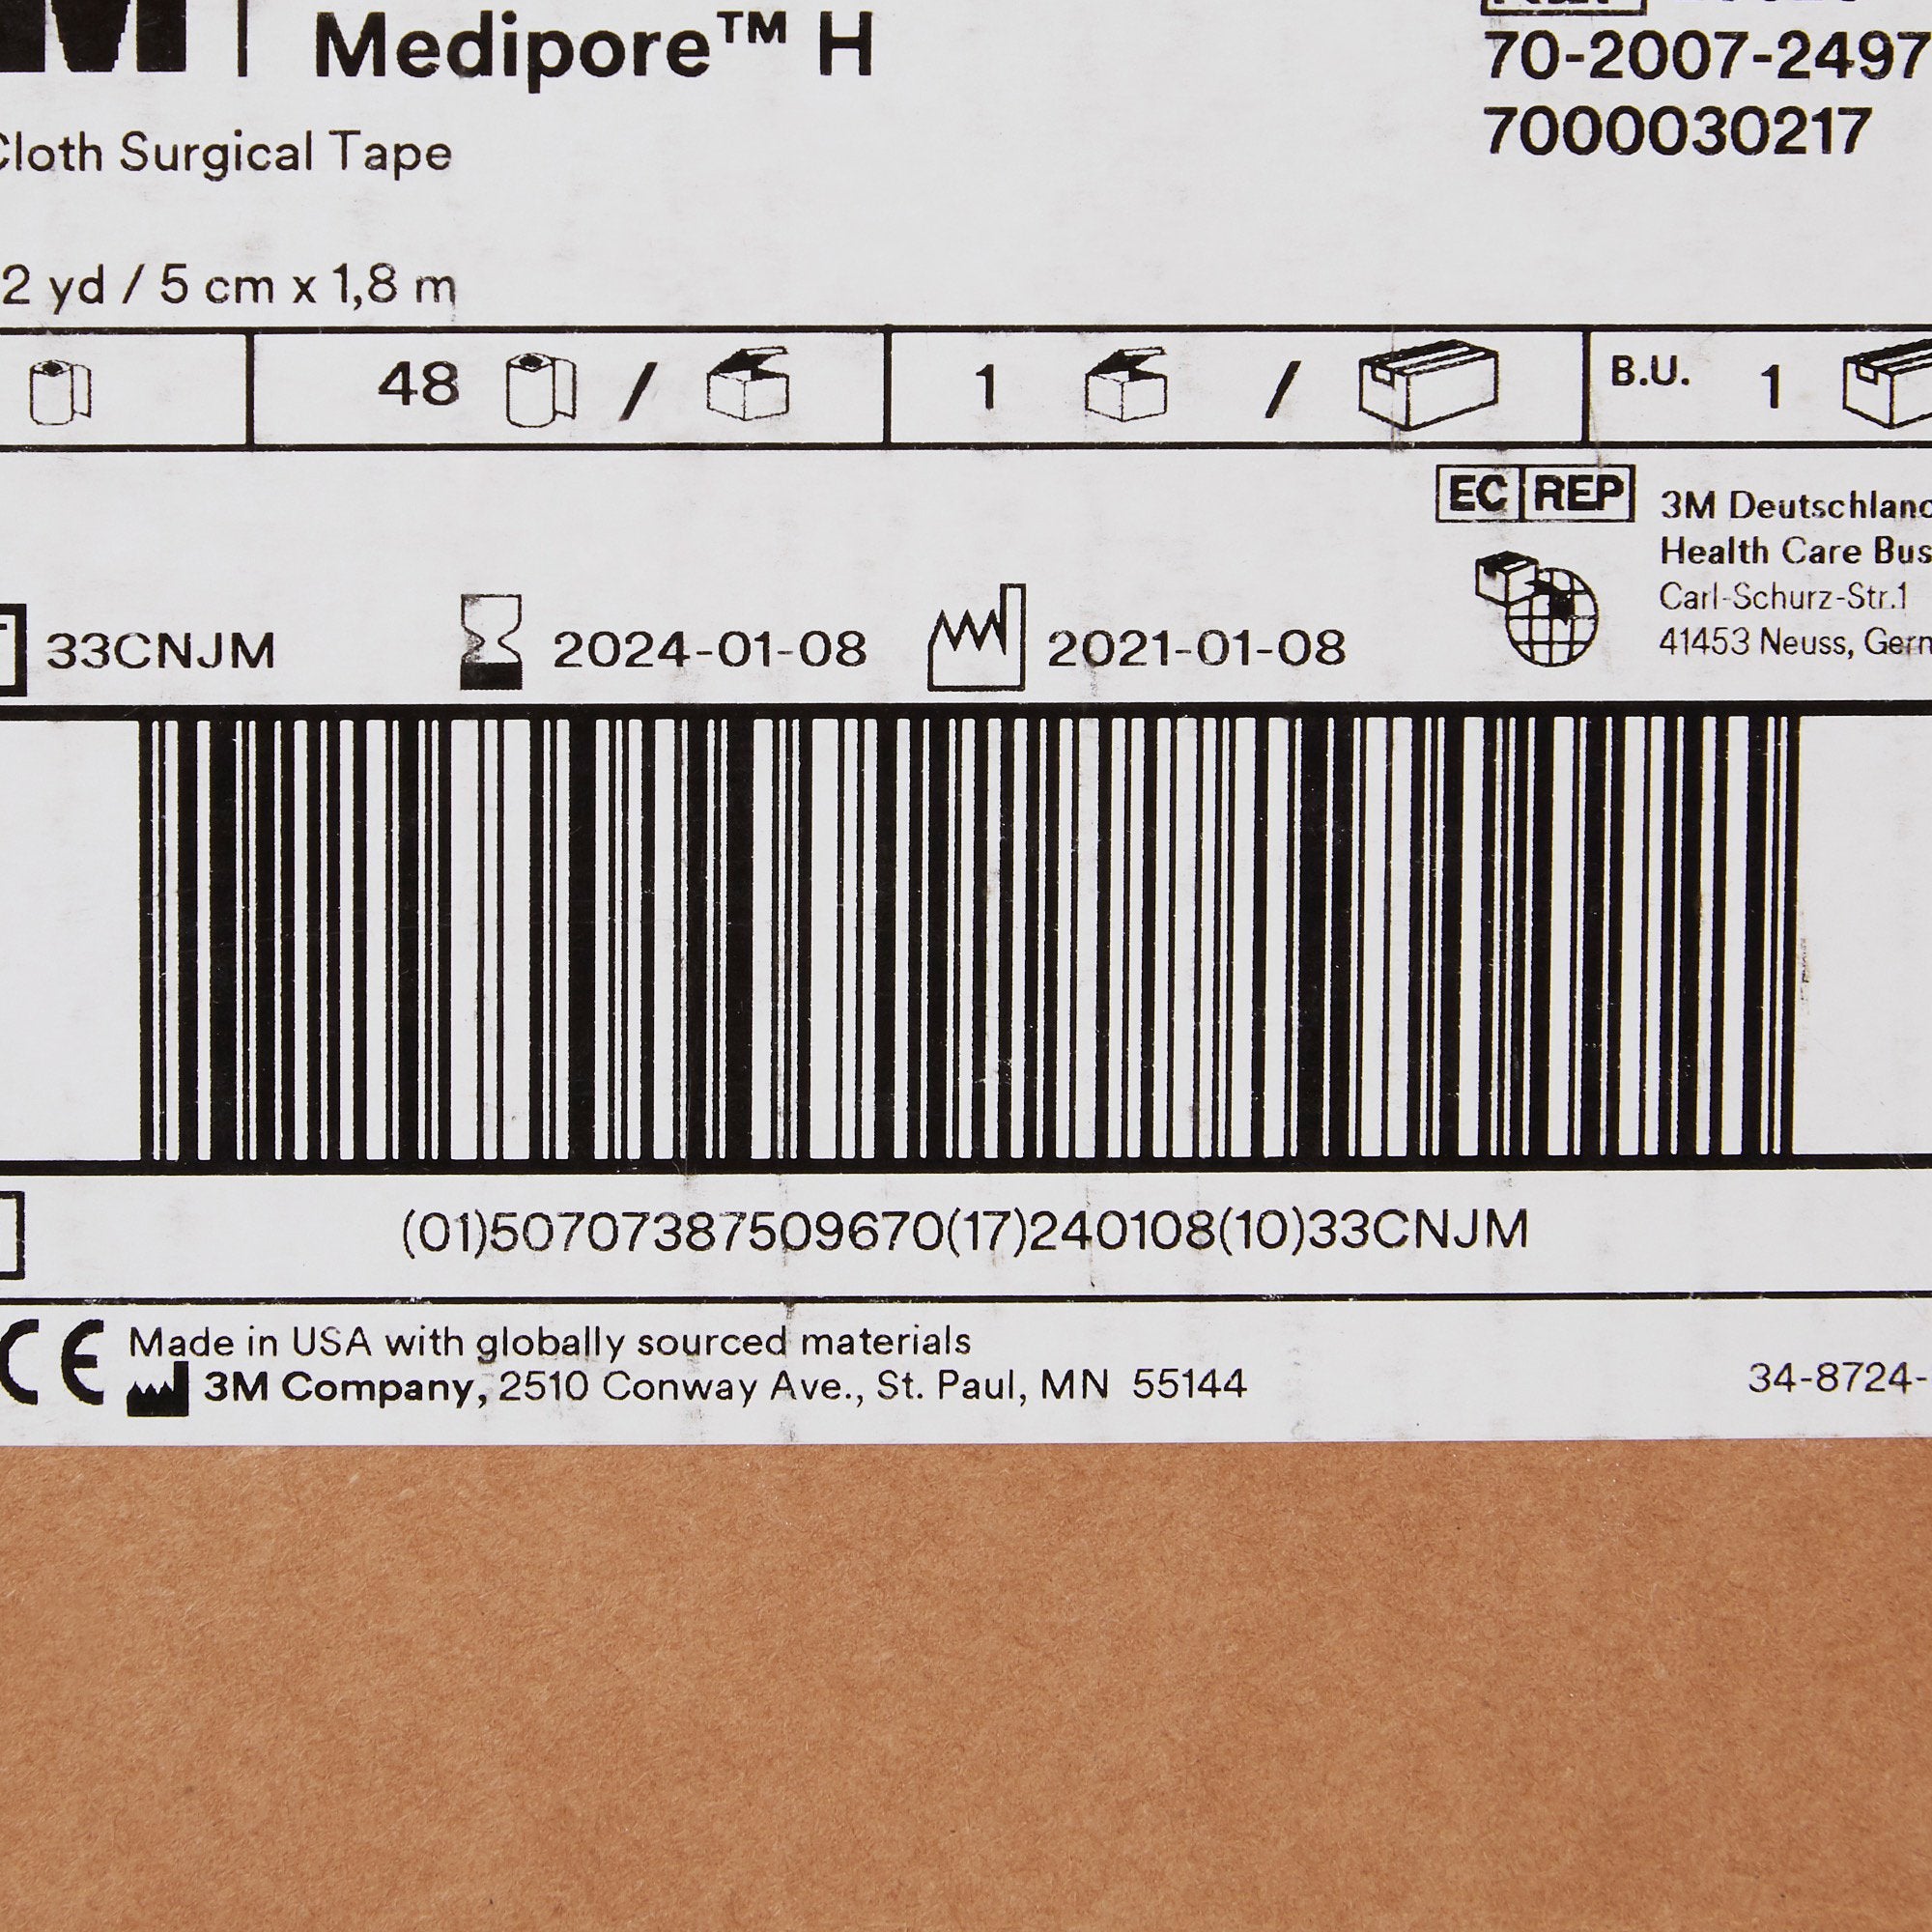 Medipore™ H
70-2007-2497
7000030217
Cloth Surgical Tape
2 yd / 5 cm x 1,8 m
48 / 1 / B.U. 1
EC REP
3M Deutschland
Health Care Bus
Carl-Schurz-Str.1
41453 Neuss, Germ
33CNJM 2024-01-08 2021-01-08
(01)50707387509670(17)240108(10)33CNJM
CE Made in USA with globally sourced materials
3M Company, 2510 Conway Ave., St. Paul, MN 55144
34-8724-